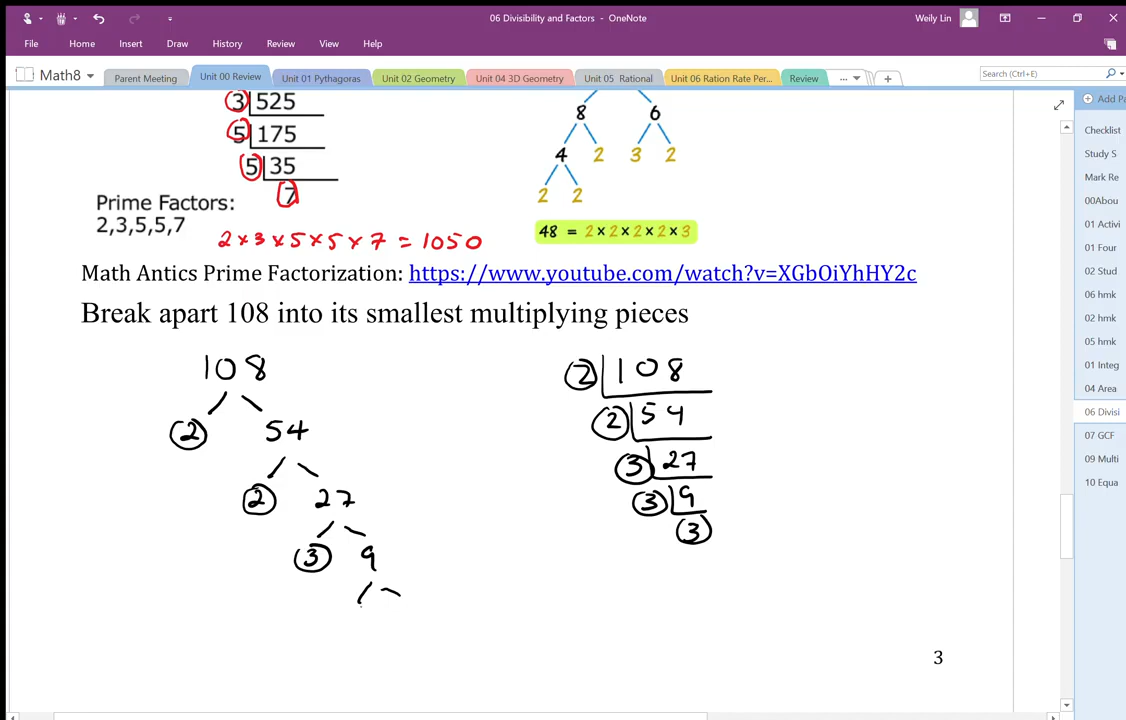 06 Divisibility and Factors - OneNote
Weily Lin
File Home Insert Draw History Review View Help
Math8
Parent Meeting Unit 00 Review Unit 01 Pythagoras Unit 02 Geometry Unit 04 3D Geometry Unit 05 Rational Unit 06 Ration Rate Per... Review ... +
Search (Ctrl+E)
Add Pa
Checklist
Study S
Mark Re
00Abou
01 Activi
01 Four
02 Stud
06 hmk
02 hmk
05 hmk
01 Integ
04 Area
06 Divisi
07 GCF
09 Multi
10 Equa
3 525
5 175
5 35
7
Prime Factors:
2,3,5,5,7
2 × 3 × 5 × 5 × 7 = 1050
8 6
4 2 3 2
2 2
48 = 2 × 2 × 2 × 2 × 3
Math Antics Prime Factorization: https://www.youtube.com/watch?v=XGbOiYhHY2c
Break apart 108 into its smallest multiplying pieces
108
2 54
2 27
3 9
2 108
2 54
3 27
3 9
3
3